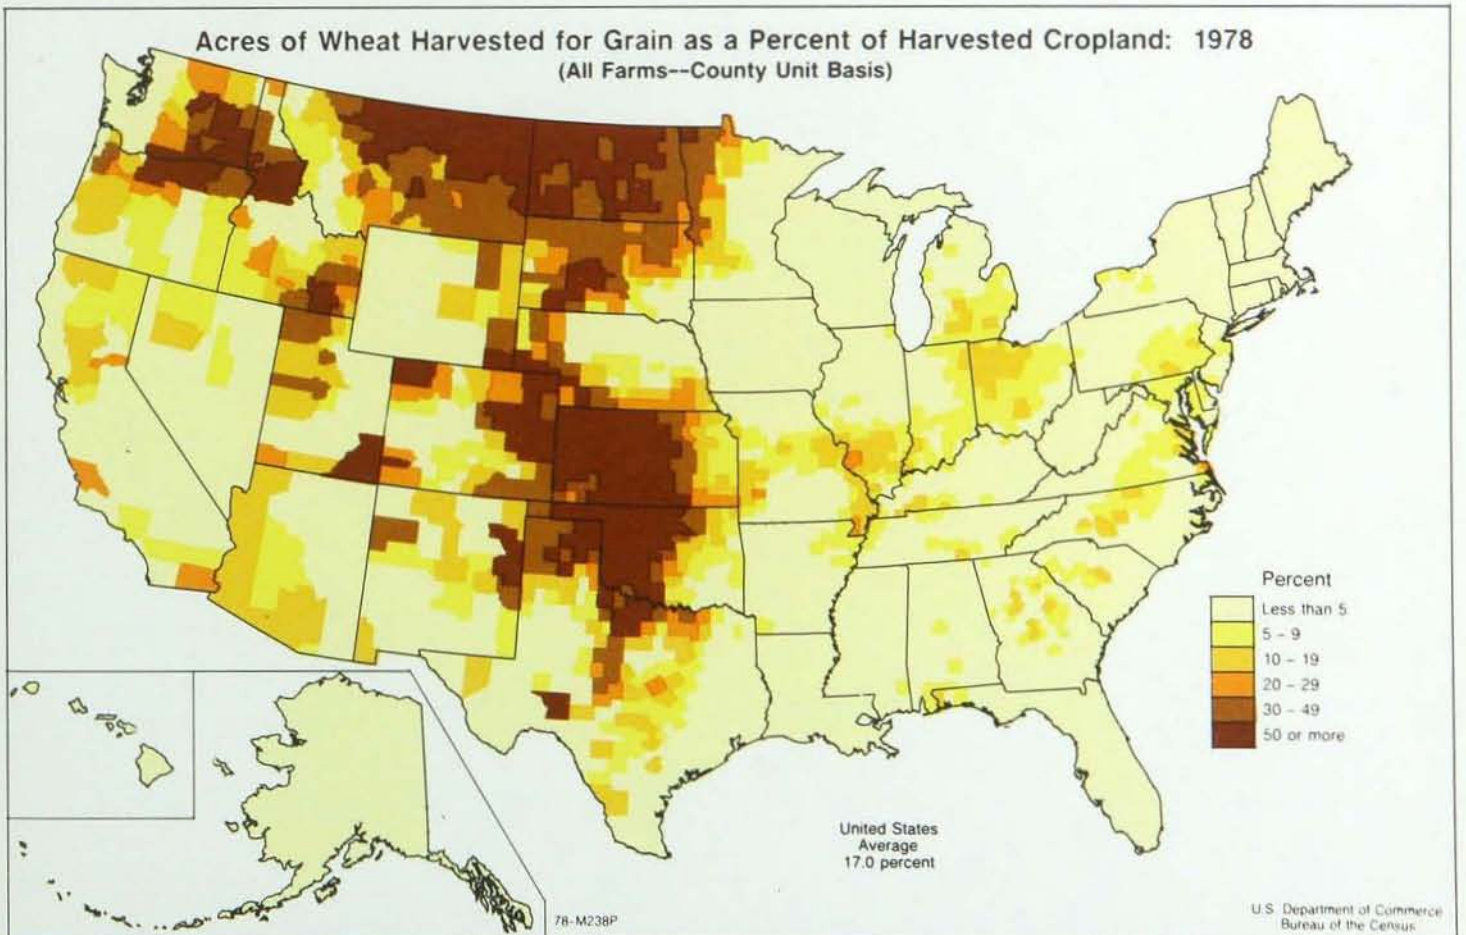 Acres of Wheat Harvested for Grain as a Percent of Harvested Cropland: 1978
(All Farms--County Unit Basis)
Percent
Less than 5
5 - 9
10 - 19
20 - 29
30 - 49
50 or more
United States
Average
17.0 percent
78-M238P
U.S. Department of Commerce
Bureau of the Census